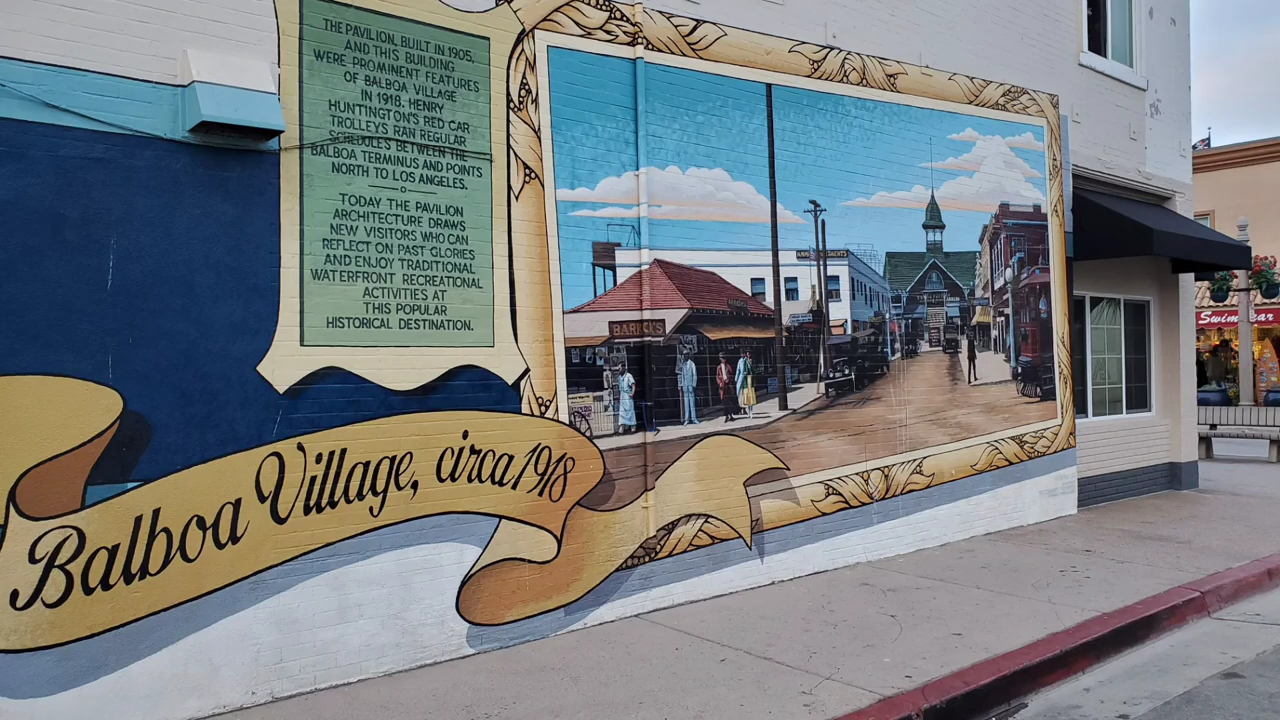 THE PAVILION, BUILT IN 1905,
AND THIS BUILDING
WERE PROMINENT FEATURES
OF BALBOA VILLAGE
IN 1918. HENRY
HUNTINGTON'S RED CAR
TROLLEYS RAN REGULAR
SCHEDULES BETWEEN THE
BALBOA TERMINUS AND POINTS
NORTH TO LOS ANGELES.
TODAY THE PAVILION
ARCHITECTURE DRAWS
NEW VISITORS WHO CAN
REFLECT ON PAST GLORIES
AND ENJOY TRADITIONAL
WATERFRONT RECREATIONAL
ACTIVITIES AT
THIS POPULAR
HISTORICAL DESTINATION.
Balboa Village, circa 1918